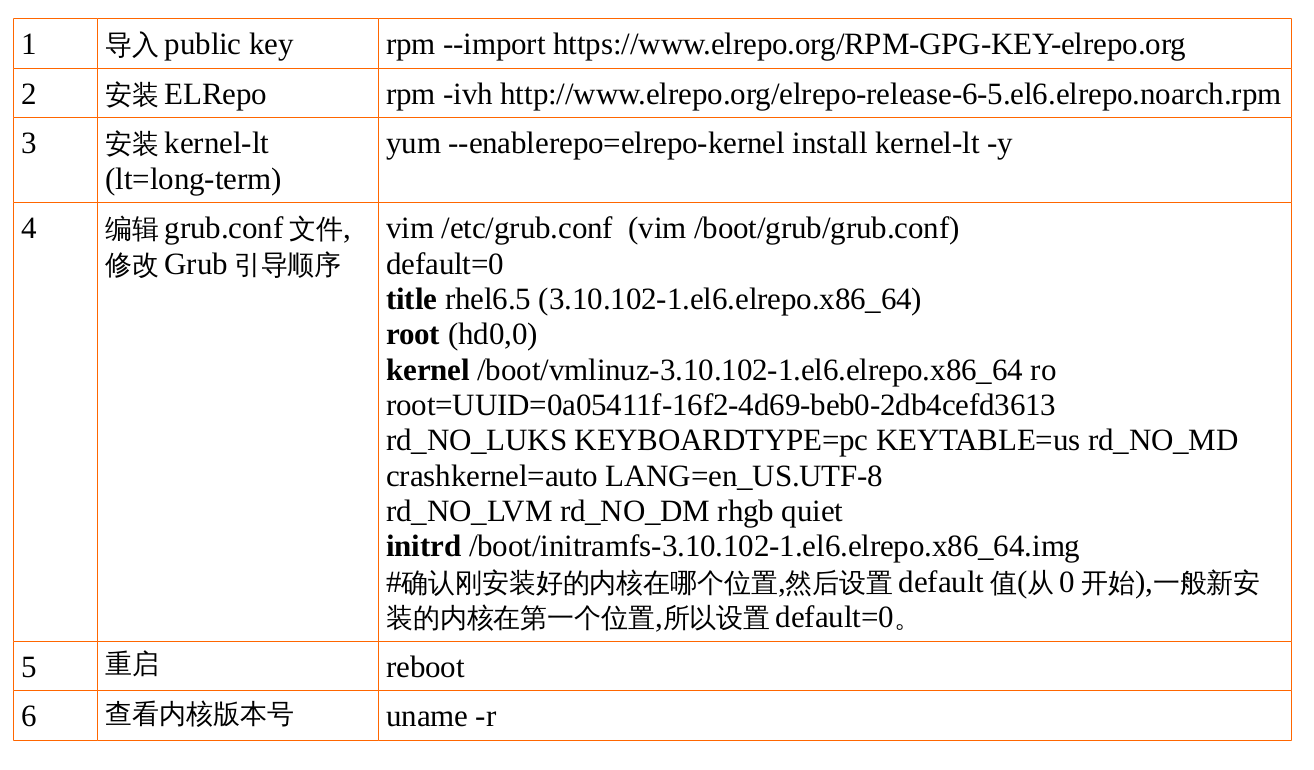 1 导入 public key rpm --import https://www.elrepo.org/RPM-GPG-KEY-elrepo.org
2 安装 ELRepo rpm -ivh http://www.elrepo.org/elrepo-release-6-5.el6.elrepo.noarch.rpm
3 安装 kernel-lt yum --enablerepo=elrepo-kernel install kernel-lt -y
(lt=long-term)
4 编辑 grub.conf 文件, vim /etc/grub.conf  (vim /boot/grub/grub.conf)
修改 Grub 引导顺序 default=0
title rhel6.5 (3.10.102-1.el6.elrepo.x86_64)
root (hd0,0)
kernel /boot/vmlinuz-3.10.102-1.el6.elrepo.x86_64 ro
root=UUID=0a05411f-16f2-4d69-beb0-2db4cefd3613
rd_NO_LUKS KEYBOARDTYPE=pc KEYTABLE=us rd_NO_MD
crashkernel=auto LANG=en_US.UTF-8
rd_NO_LVM rd_NO_DM rhgb quiet
initrd /boot/initramfs-3.10.102-1.el6.elrepo.x86_64.img
#确认刚安装好的内核在哪个位置,然后设置 default 值(从 0 开始),一般新安
装的内核在第一个位置,所以设置 default=0。
5 重启 reboot
6 查看内核版本号 uname -r